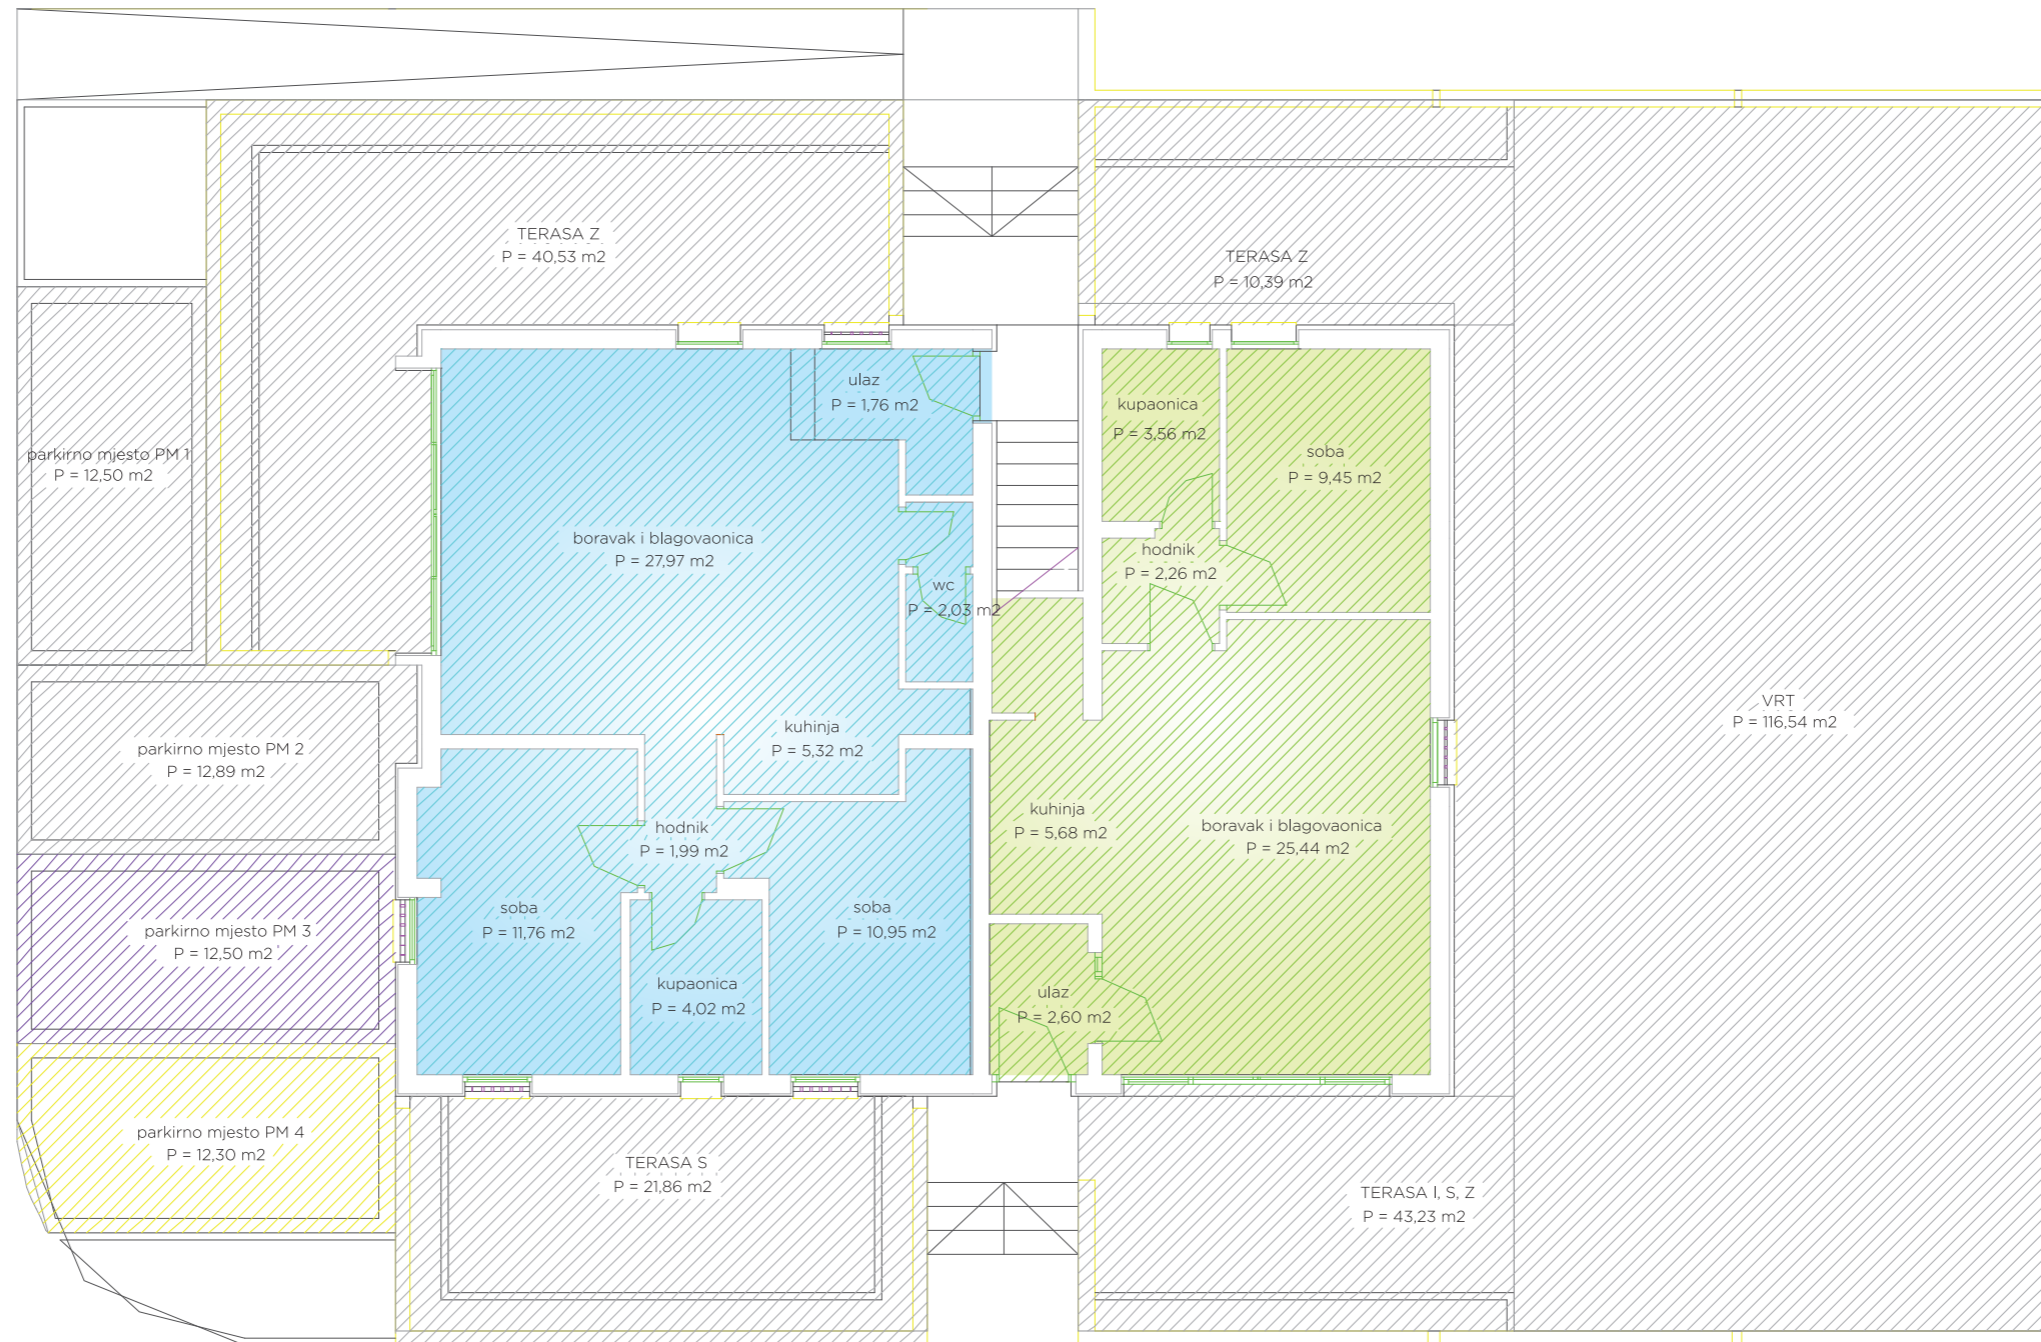 TERASA Z
P = 40,53 m2
TERASA Z
P = 10,39 m2
ulaz
P = 1,76 m2
kupaonica
P = 3,56 m2
soba
P = 9,45 m2
parkirno mjesto PM 1
P = 12,50 m2
boravak i blagovaonica
P = 27,97 m2
hodnik
P = 2,26 m2
wc
P = 2,03 m2
VRT
P = 116,54 m2
kuhinja
P = 5,32 m2
parkirno mjesto PM 2
P = 12,89 m2
kuhinja
P = 5,68 m2
boravak i blagovaonica
P = 25,44 m2
hodnik
P = 1,99 m2
soba
P = 11,76 m2
soba
P = 10,95 m2
parkirno mjesto PM 3
P = 12,50 m2
kupaonica
P = 4,02 m2
ulaz
P = 2,60 m2
parkirno mjesto PM 4
P = 12,30 m2
TERASA S
P = 21,86 m2
TERASA I, S, Z
P = 43,23 m2